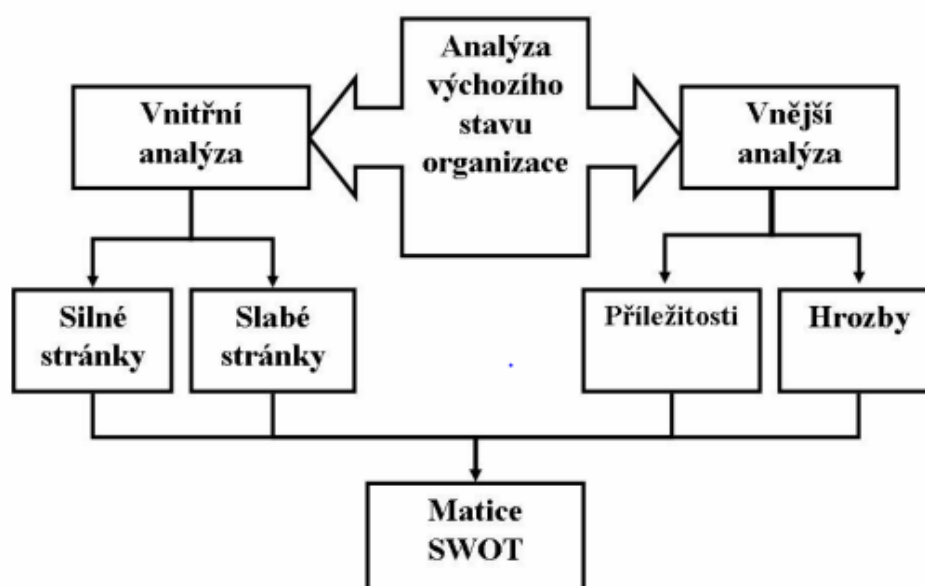 Analýza
výchozího
stavu
organizace
Vnitřní
analýza
Vnější
analýza
Silné
stránky
Slabé
stránky
Příležitosti
Hrozby
Matice
SWOT